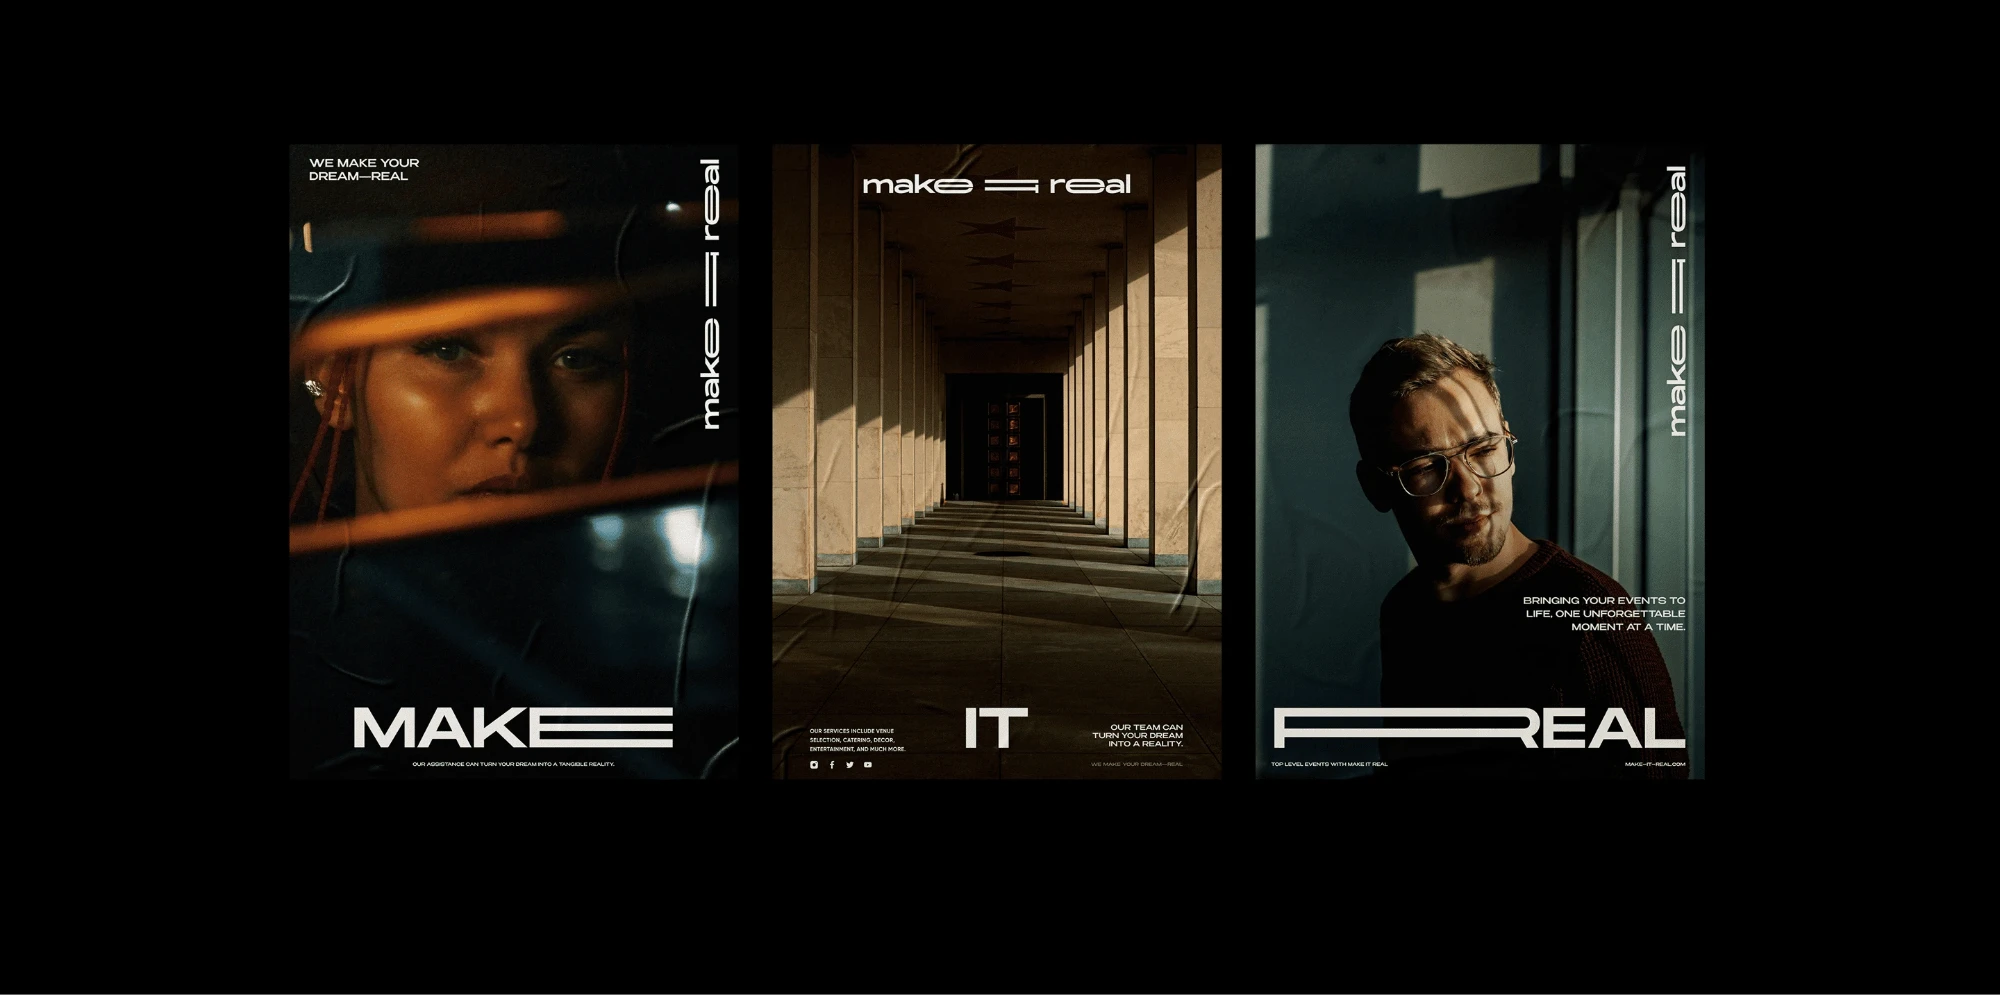 WE MAKE YOUR
DREAM—REAL
make it real
MAKE
OUR ASSISTANCE CAN TURN YOUR DREAM INTO A TANGIBLE REALITY.
make it real
OUR SERVICES INCLUDE VENUE
SELECTION, CATERING, DECOR,
ENTERTAINMENT, AND MUCH MORE.
IT
OUR TEAM CAN
TURN YOUR DREAM
INTO A REALITY.
WE MAKE YOUR DREAM—REAL
make it real
BRINGING YOUR EVENTS TO
LIFE, ONE UNFORGETTABLE
MOMENT AT A TIME.
REAL
TOP LEVEL EVENTS WITH MAKE IT REAL
MAKE-IT-REAL.COM